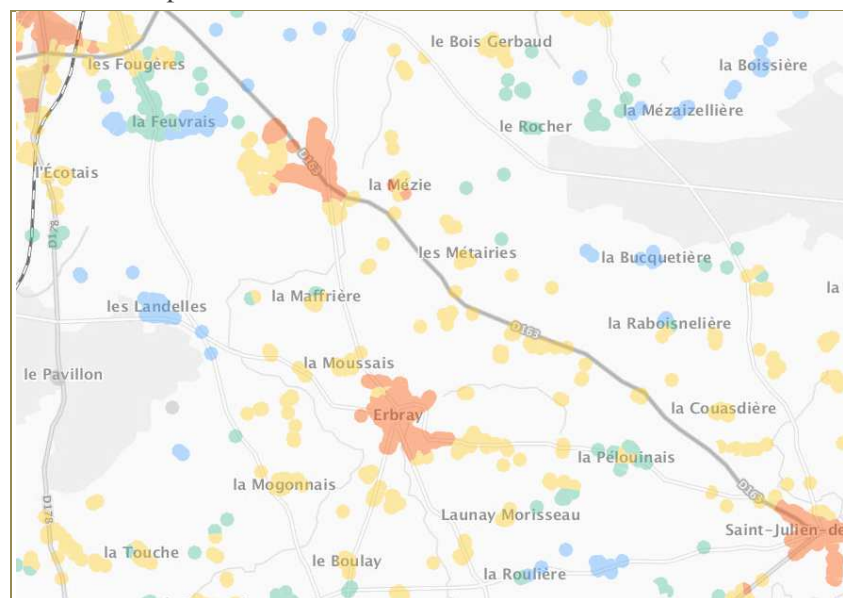 le Bois Gerbaud
les Fougères
la Boissière
la Mézaizellière
la Feuvrais
le Rocher
D163
l'Écotais
la Mézie
D178
les Métairies
la Bucquetière
la
la Maffrière
les Landelles
la Raboisnelière
D163
la Moussais
le Pavillon
Erbray
la Couasdière
la Pélouinais
la Mogonnais
D163
D178
Launay Morisseau
Saint-Julien-de
la Touche
le Boulay
la Roulière